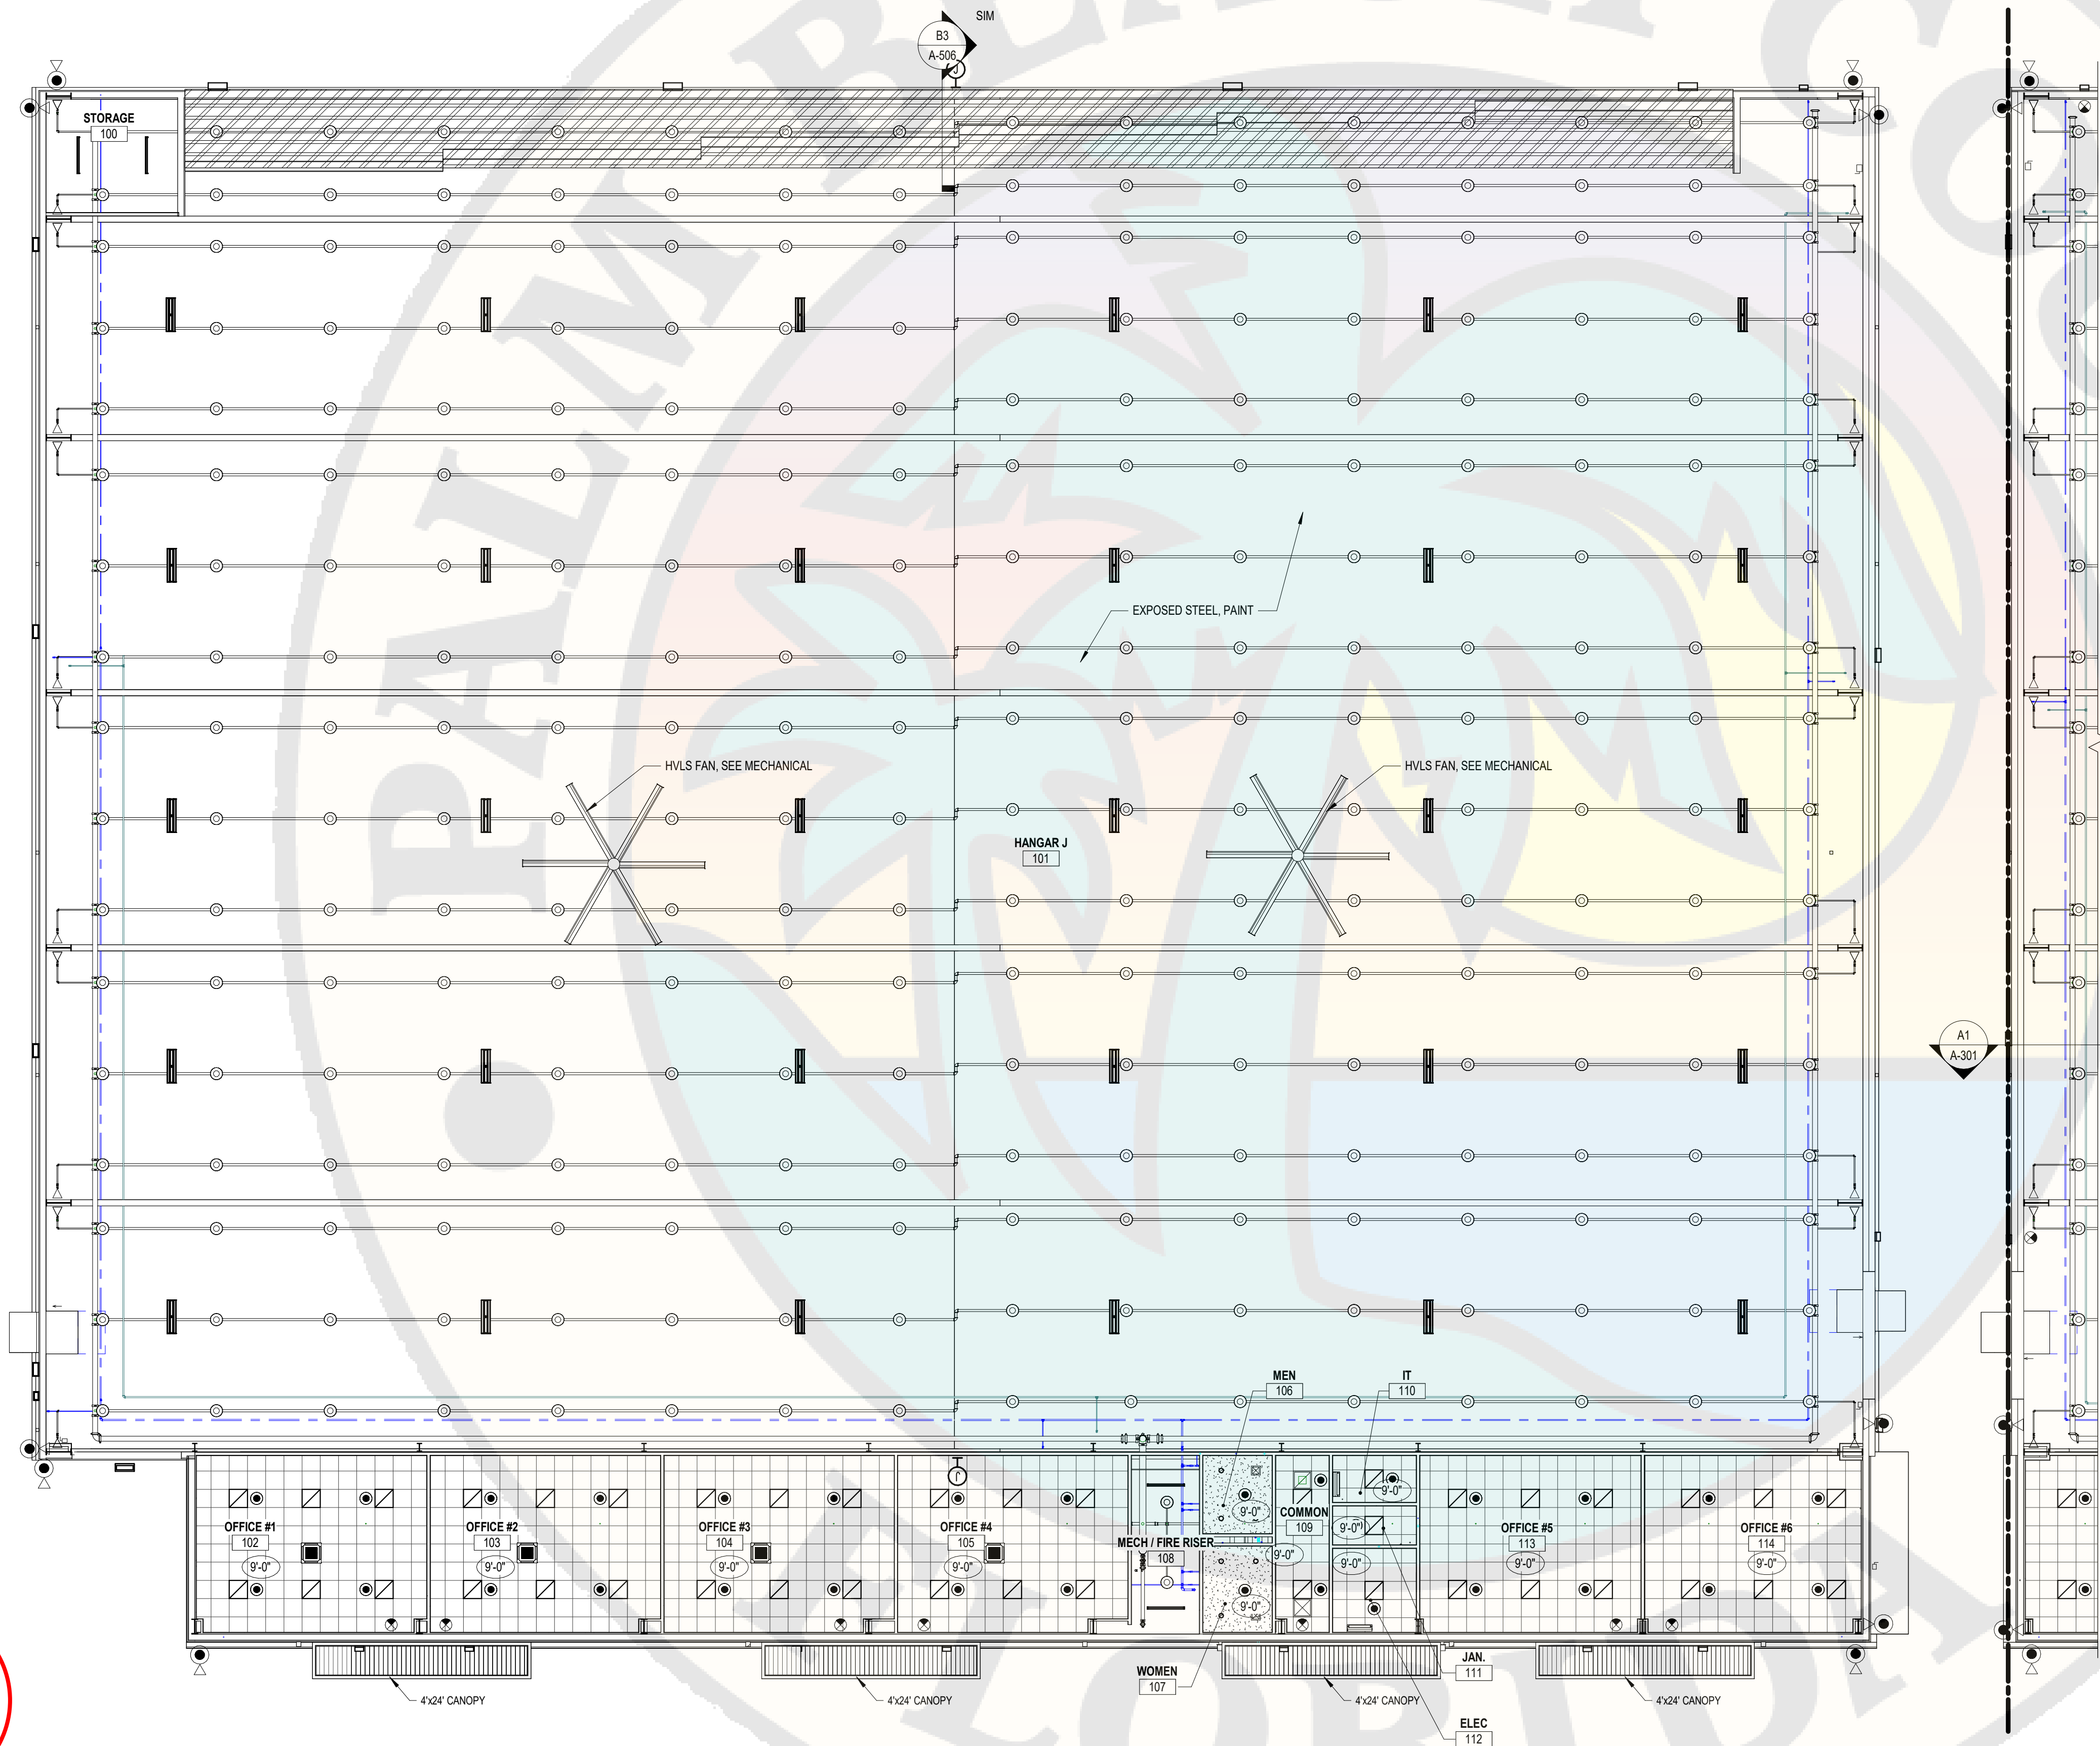 SIM
B3
A-506
J
STORAGE
100
EXPOSED STEEL, PAINT
HVLS FAN, SEE MECHANICAL
HVLS FAN, SEE MECHANICAL
HANGAR J
101
A1
A-301
MEN
106
IT
110
OFFICE #1
102
9'-0"
OFFICE #2
103
9'-0"
OFFICE #3
104
9'-0"
OFFICE #4
105
9'-0"
MECH / FIRE RISER
108
9'-0"
9'-0"
COMMON
109
9'-0"
9'-0"
9'-0"
9'-0"
OFFICE #5
113
9'-0"
OFFICE #6
114
9'-0"
WOMEN
107
JAN.
111
ELEC
112
4'x24' CANOPY
4'x24' CANOPY
4'x24' CANOPY
4'x24' CANOPY
PALM BEACH CO
FLORIDA